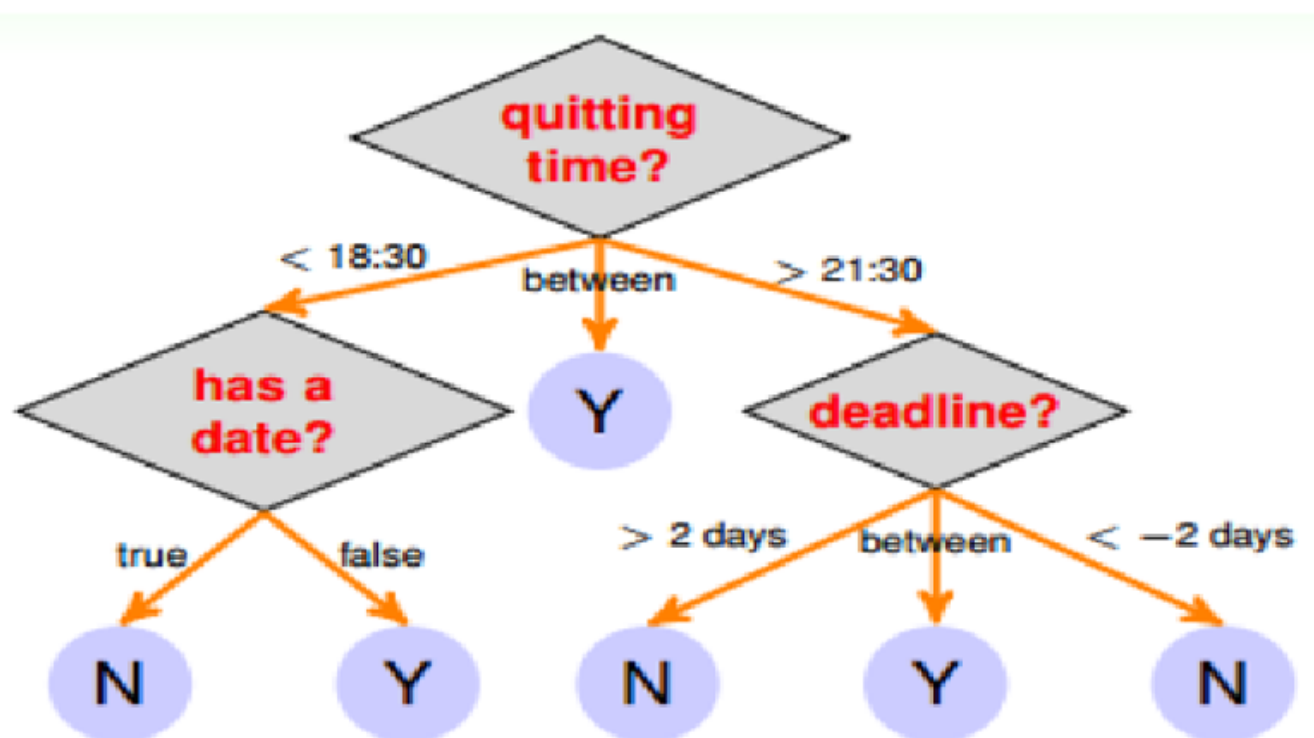 quitting
time?
< 18:30
between
> 21:30
has a
date?
Y
deadline?
true
false
> 2 days
between
< −2 days
N
Y
N
Y
N